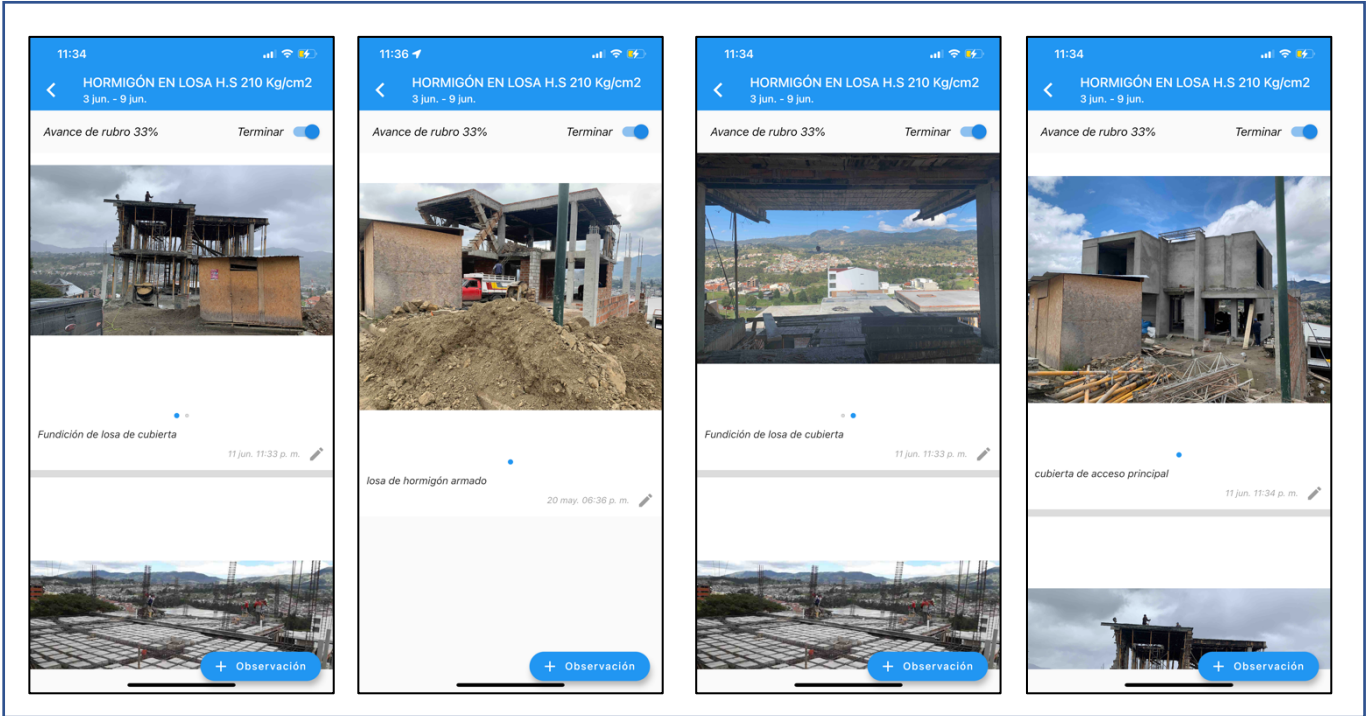 11:34
HORMIGÓN EN LOSA H.S 210 Kg/cm2
3 jun. - 9 jun.
Avance de rubro 33%
Terminar
Fundición de losa de cubierta
11 jun. 11:33 p. m.
+ Observación
11:36
HORMIGÓN EN LOSA H.S 210 Kg/cm2
3 jun. - 9 jun.
Avance de rubro 33%
Terminar
losa de hormigón armado
20 may. 06:36 p. m.
+ Observación
11:34
HORMIGÓN EN LOSA H.S 210 Kg/cm2
3 jun. - 9 jun.
Avance de rubro 33%
Terminar
Fundición de losa de cubierta
11 jun. 11:33 p. m.
+ Observación
11:34
HORMIGÓN EN LOSA H.S 210 Kg/cm2
3 jun. - 9 jun.
Avance de rubro 33%
Terminar
cubierta de acceso principal
11 jun. 11:34 p. m.
+ Observación